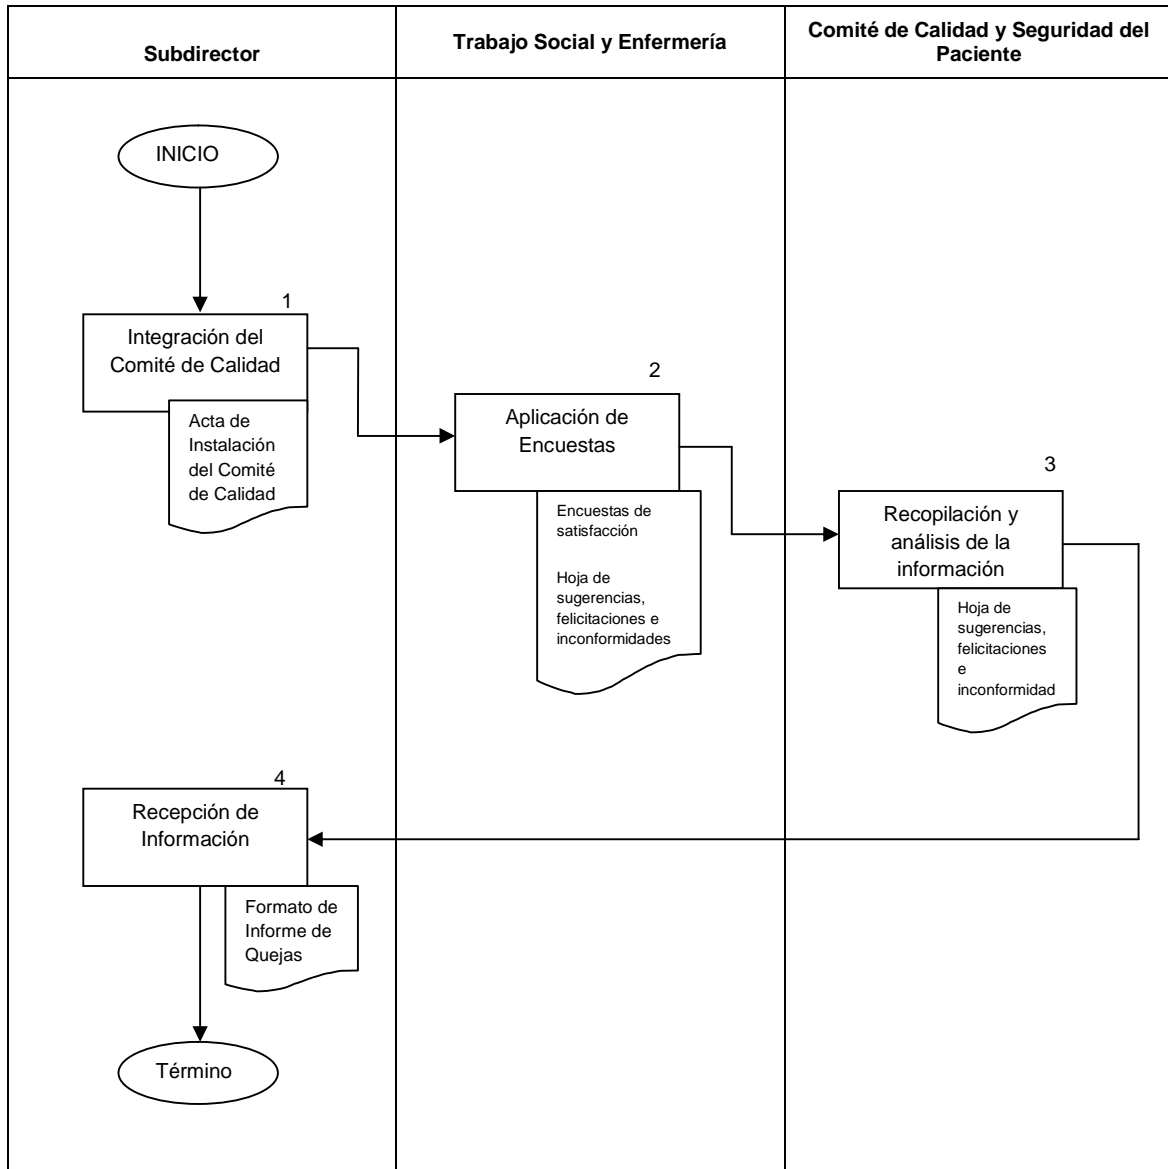 Subdirector
Trabajo Social y Enfermería
Comité de Calidad y Seguridad del
Paciente
INICIO
1
Integración del
Comité de Calidad
Acta de
Instalación
del Comité
de Calidad
2
Aplicación de
Encuestas
Encuestas de
satisfacción
Hoja de
sugerencias,
felicitaciones e
inconformidades
3
Recopilación y
análisis de la
información
Hoja de
sugerencias,
felicitaciones
e
inconformidad
4
Recepción de
Información
Formato de
Informe de
Quejas
Término